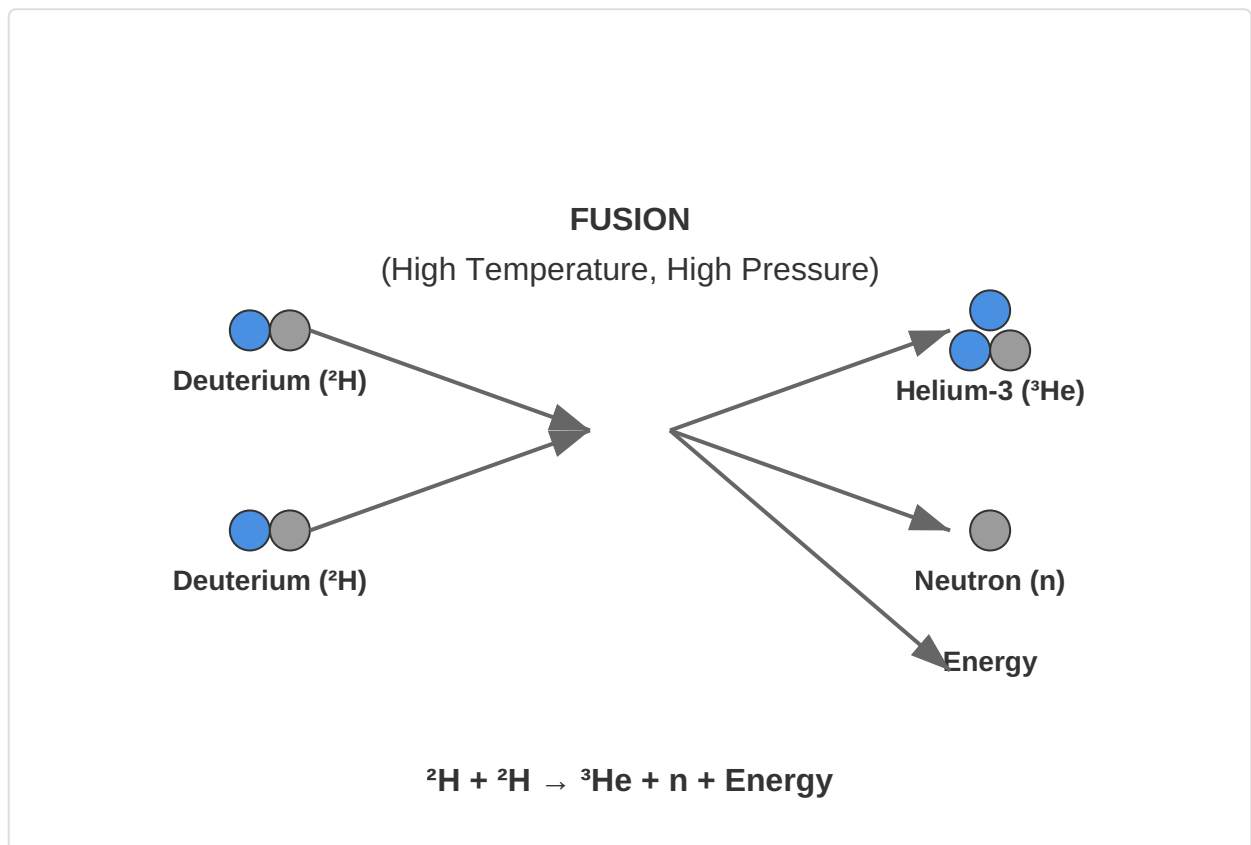 FUSION
(High Temperature, High Pressure)
Deuterium (²H)
Helium-3 (³He)
Deuterium (²H)
Neutron (n)
Energy
²H + ²H → ³He + n + Energy